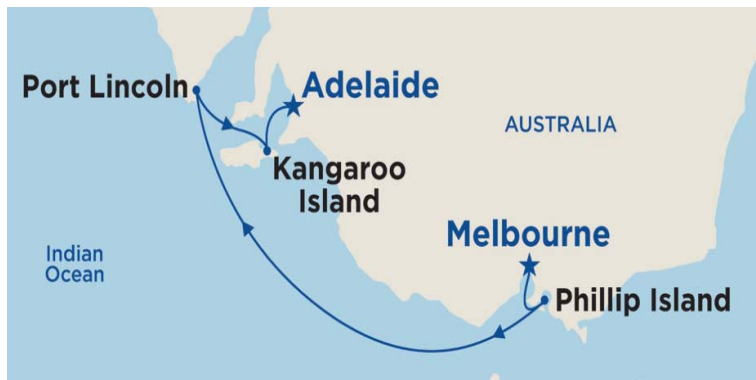 Port Lincoln
Adelaide
AUSTRALIA
Kangaroo
Island
Melbourne
Indian
Ocean
Phillip Island